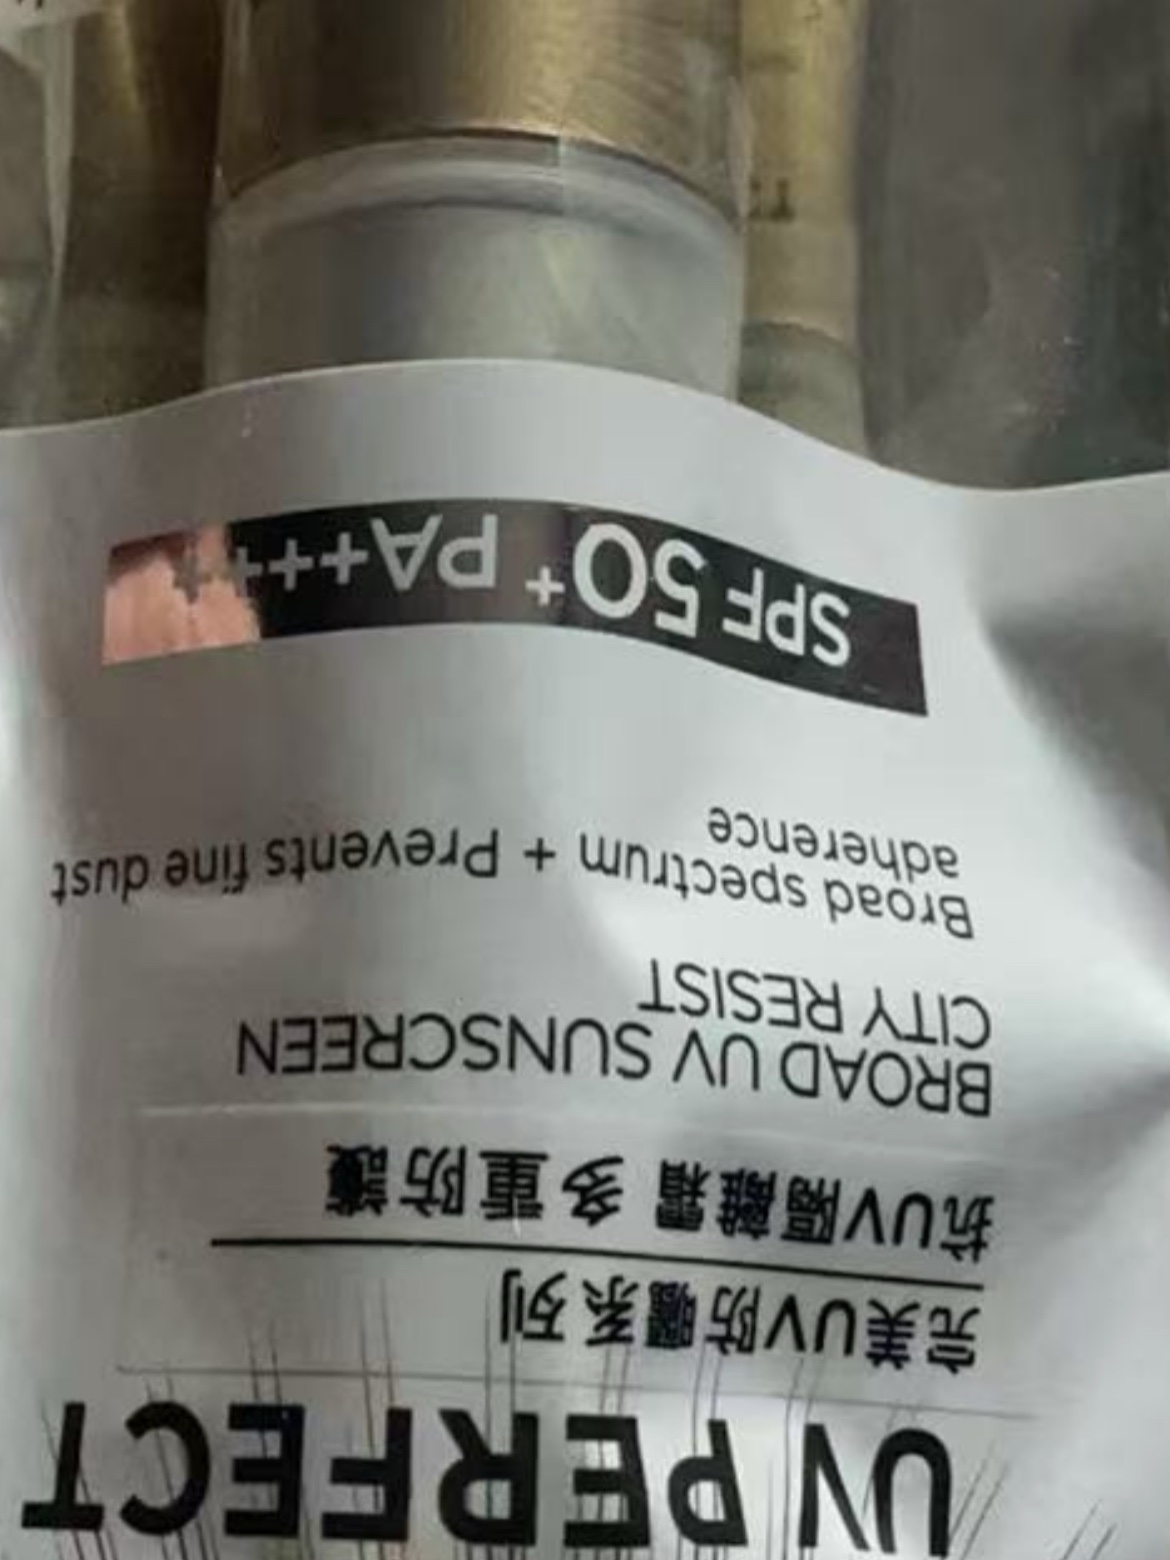 UV PERFECT
完美UV防曬系列
抗UV隔離霜 多重防護
BROAD UV SUNSCREEN
CITY RESIST
Broad spectrum + Prevents fine dust
adherence
SPF 50+ PA++++